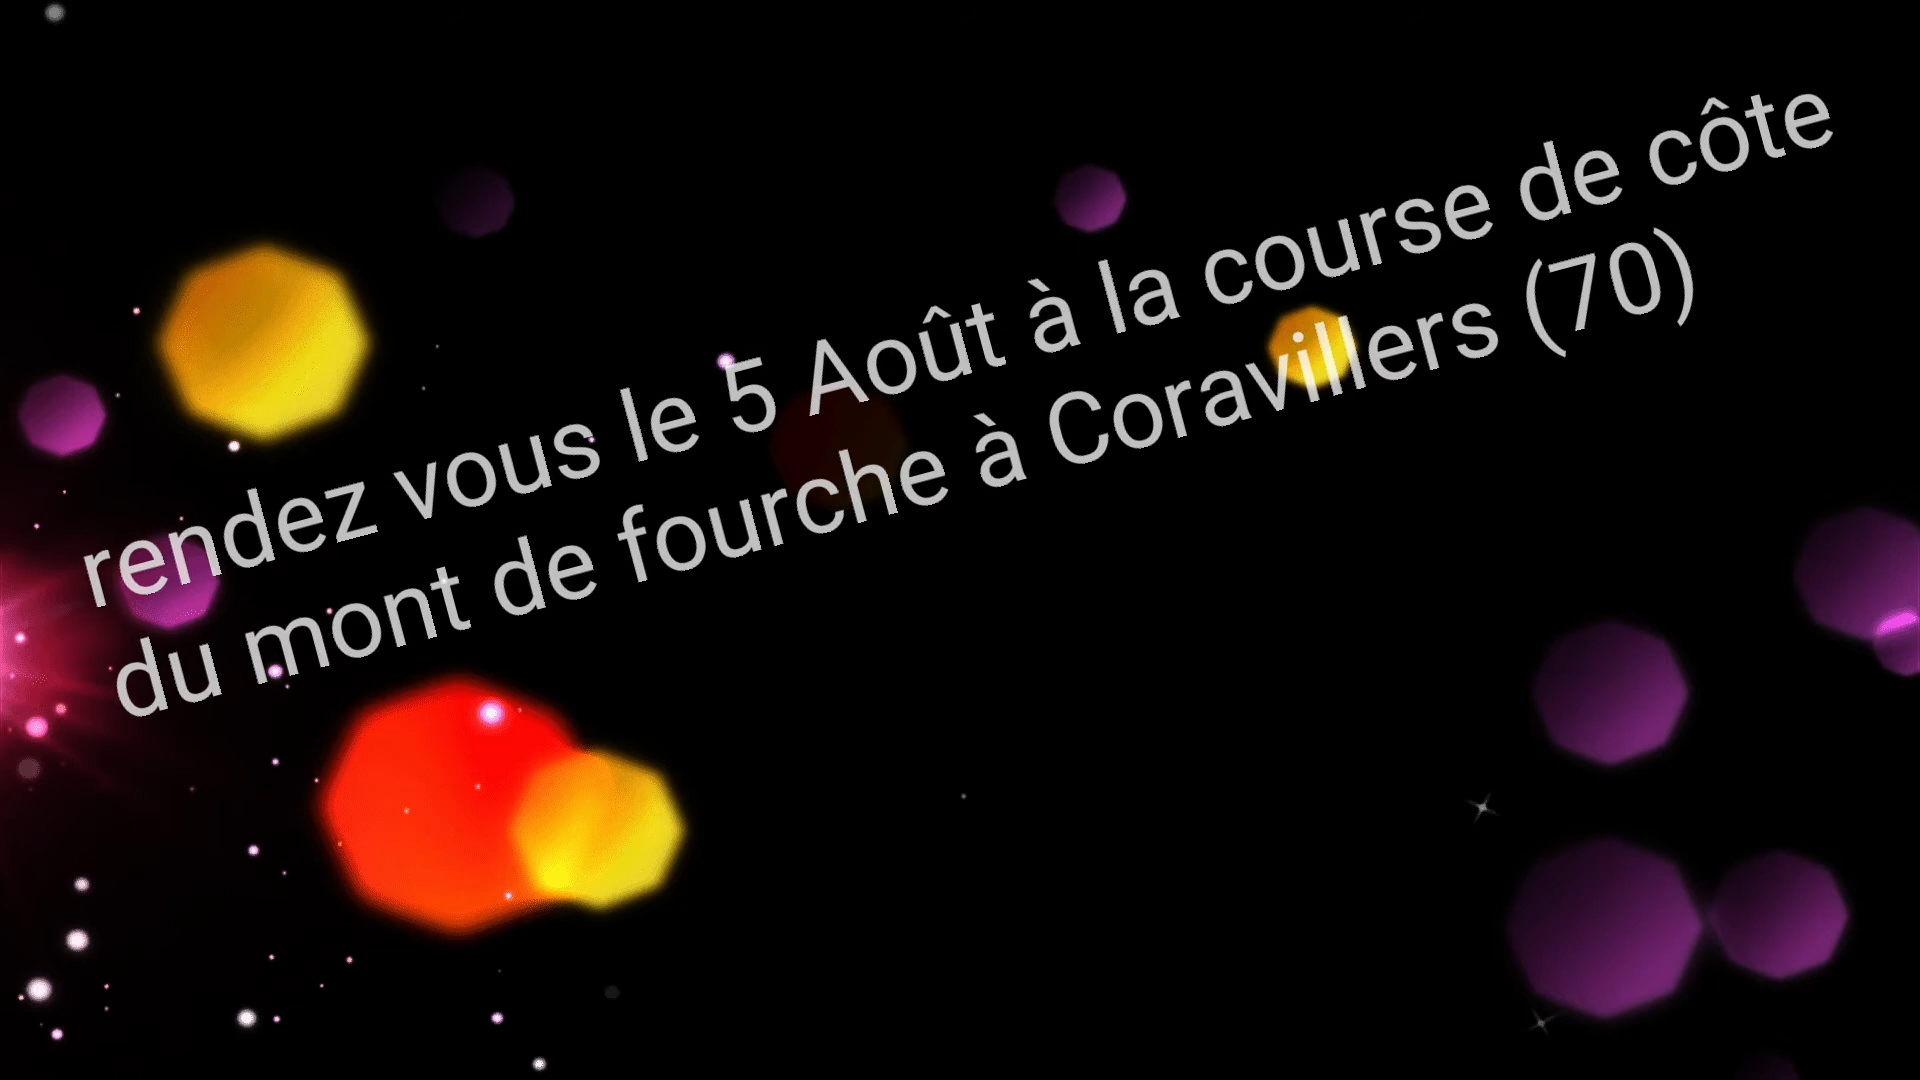 rendez vous le 5 Août à la course de côte
du mont de fourche à Coravillers (70)